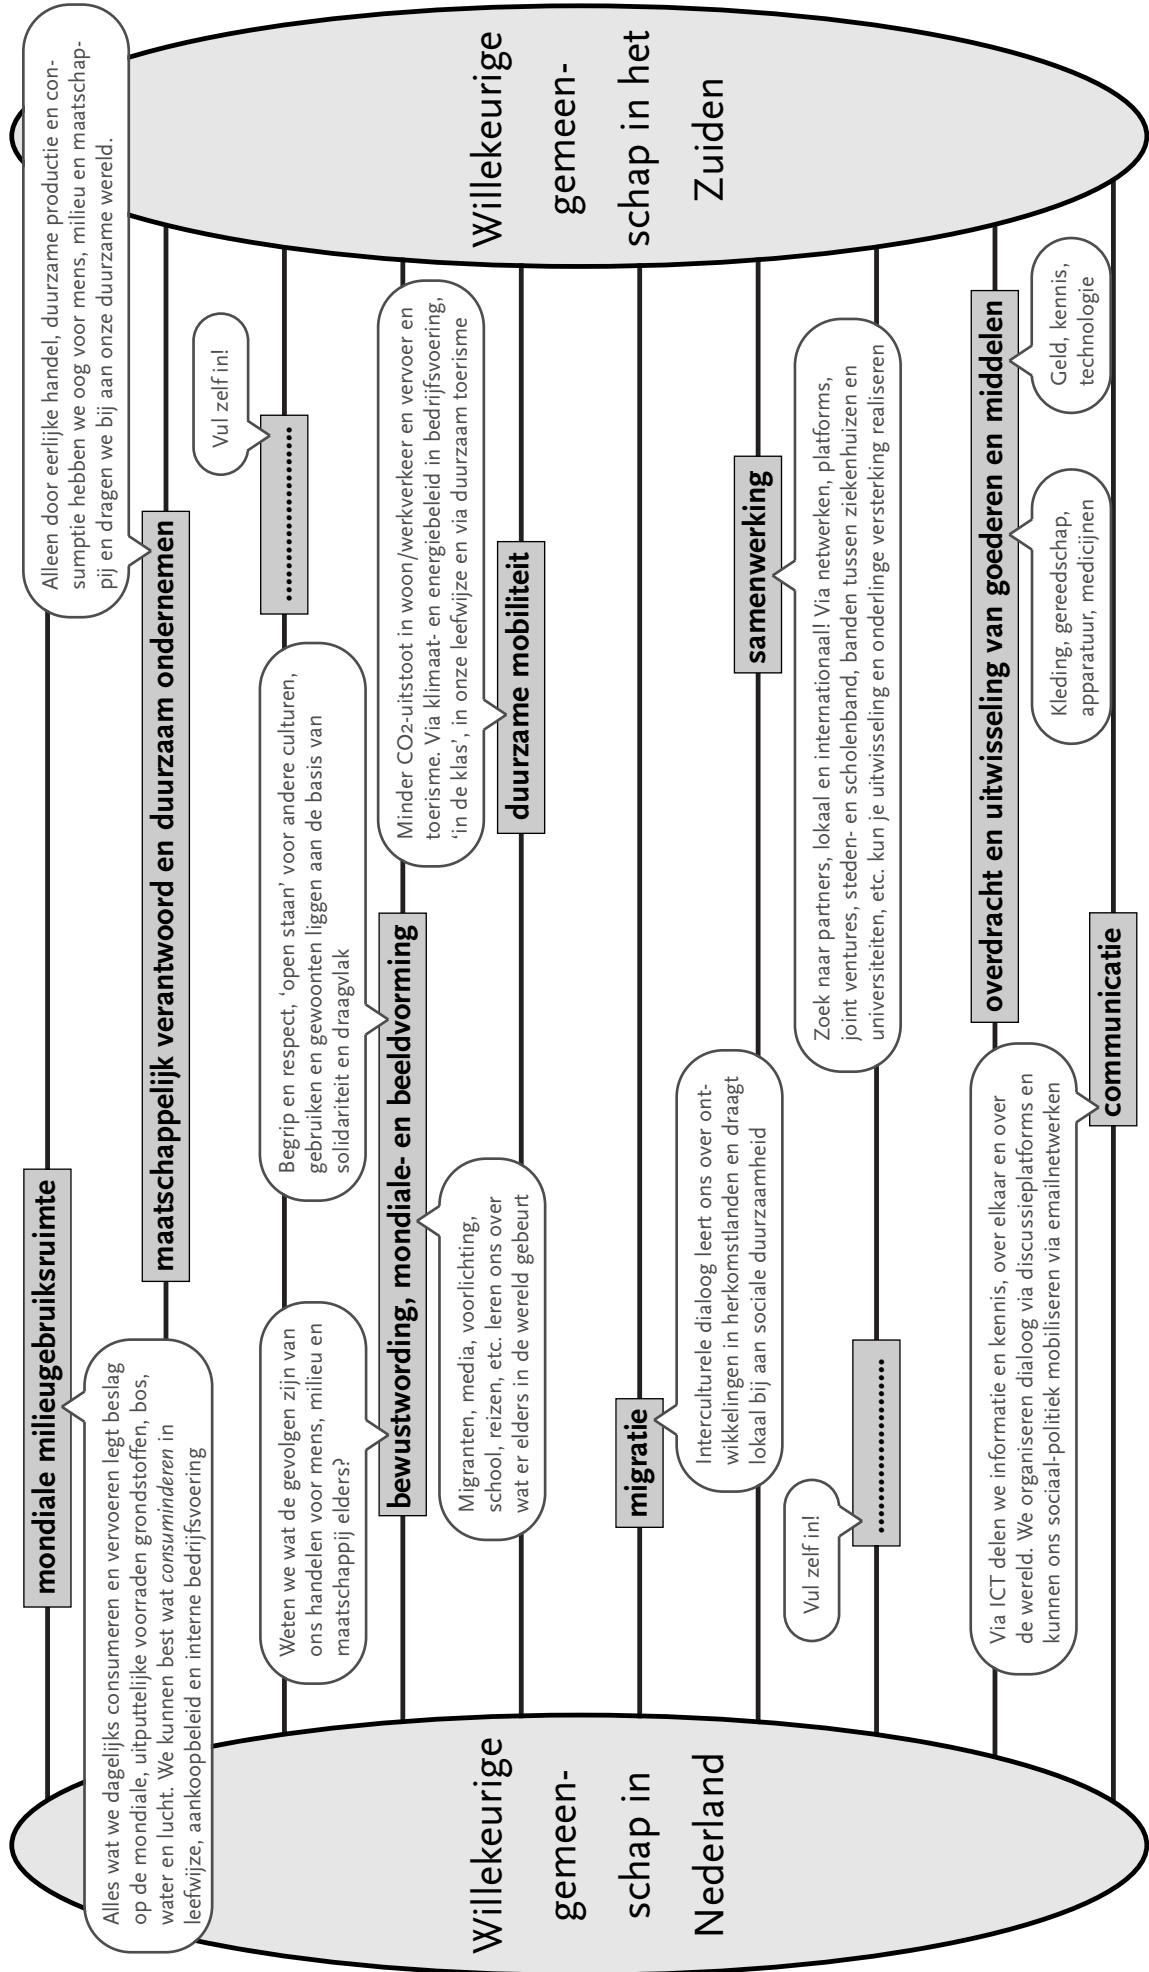 mondiale milieugebruiksruimte
Alles wat we dagelijks consumeren en vervoeren legt beslag
op de mondiale, uitputtelijke voorraden grondstoffen, bos,
water en lucht. We kunnen best wat consuminderen in
leefwijze, aankoopbeleid en interne bedrijfsvoering
Alleen door eerlijke handel, duurzame productie en con-
sumptie hebben we oog voor mens, milieu en maatschap-
pij en dragen we bij aan onze duurzame wereld.
maatschappelijk verantwoord en duurzaam ondernemen
Vul zelf in!
......................
Weten we wat de gevolgen zijn van
ons handelen voor mens, milieu en
maatschappij elders?
Begrip en respect, ‘open staan’ voor andere culturen,
gebruiken en gewoonten liggen aan de basis van
solidariteit en draagvlak
bewustwording, mondiale- en beeldvorming
Migranten, media, voorlichting,
school, reizen, etc. leren ons over
wat er elders in de wereld gebeurt
Minder CO2-uitstoot in woon/werkverkeer en vervoer en
toerisme. Via klimaat- en energiebeleid in bedrijfsvoering,
‘in de klas’, in onze leefwijze en via duurzaam toerisme
duurzame mobiliteit
Willekeurige
gemeen-
schap in
Nederland
Willekeurige
gemeen-
schap in het
Zuiden
migratie
Interculturele dialoog leert ons over ont-
wikkelingen in herkomstlanden en draagt
lokaal bij aan sociale duurzaamheid
samenwerking
Zoek naar partners, lokaal en internationaal! Via netwerken, platforms,
joint ventures, steden- en scholenband, banden tussen ziekenhuizen en
universiteiten, etc. kun je uitwisseling en onderlinge versterking realiseren
Vul zelf in!
......................
overdracht en uitwisseling van goederen en middelen
Kleding, gereedschap,
apparatuur, medicijnen
Geld, kennis,
technologie
Via ICT delen we informatie en kennis, over elkaar en over
de wereld. We organiseren dialoog via discussieplatforms en
kunnen ons sociaal-politiek mobiliseren via emailnetwerken
communicatie